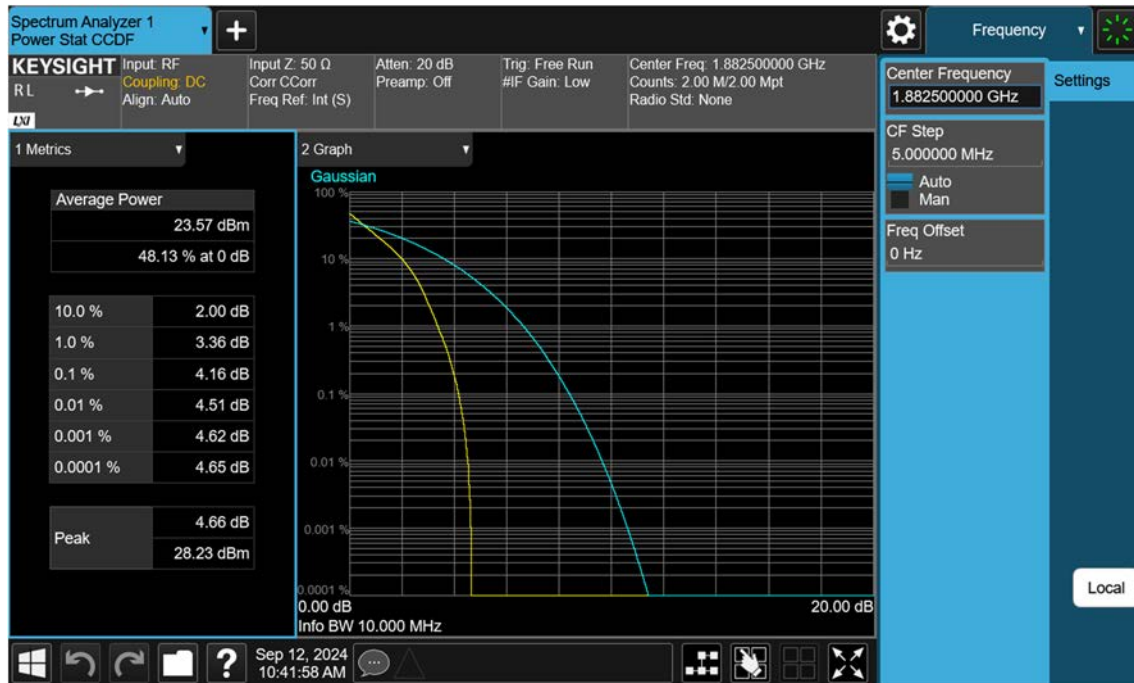 Spectrum Analyzer 1
Power Stat CCDF
Frequency
KEYSIGHT
R L
LXI
Input: RF
Coupling: DC
Align: Auto
Input Z: 50 Ω
Corr CCorr
Freq Ref: Int (S)
Atten: 20 dB
Preamp: Off
Trig: Free Run
#IF Gain: Low
Center Freq: 1.882500000 GHz
Counts: 2.00 M/2.00 Mpt
Radio Std: None
Center Frequency
1.882500000 GHz
Settings
CF Step
5.000000 MHz
Auto
Man
Freq Offset
0 Hz
Local
1 Metrics
Average Power
23.57 dBm
48.13 % at 0 dB
10.0 % 2.00 dB
1.0 % 3.36 dB
0.1 % 4.16 dB
0.01 % 4.51 dB
0.001 % 4.62 dB
0.0001 % 4.65 dB
Peak 4.66 dB
28.23 dBm
2 Graph
Gaussian
100 %
10 %
1 %
0.1 %
0.01 %
0.001 %
0.0001 %
0.00 dB 20.00 dB
Info BW 10.000 MHz
? Sep 12, 2024
10:41:58 AM